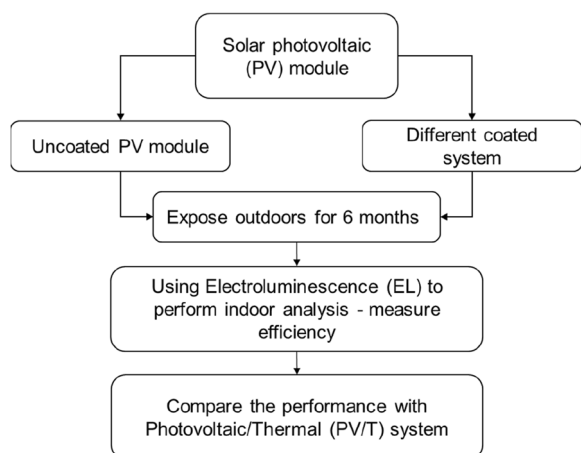 Solar photovoltaic
(PV) module
Uncoated PV module
Different coated
system
Expose outdoors for 6 months
Using Electroluminescence (EL) to
perform indoor analysis - measure
efficiency
Compare the performance with
Photovoltaic/Thermal (PV/T) system